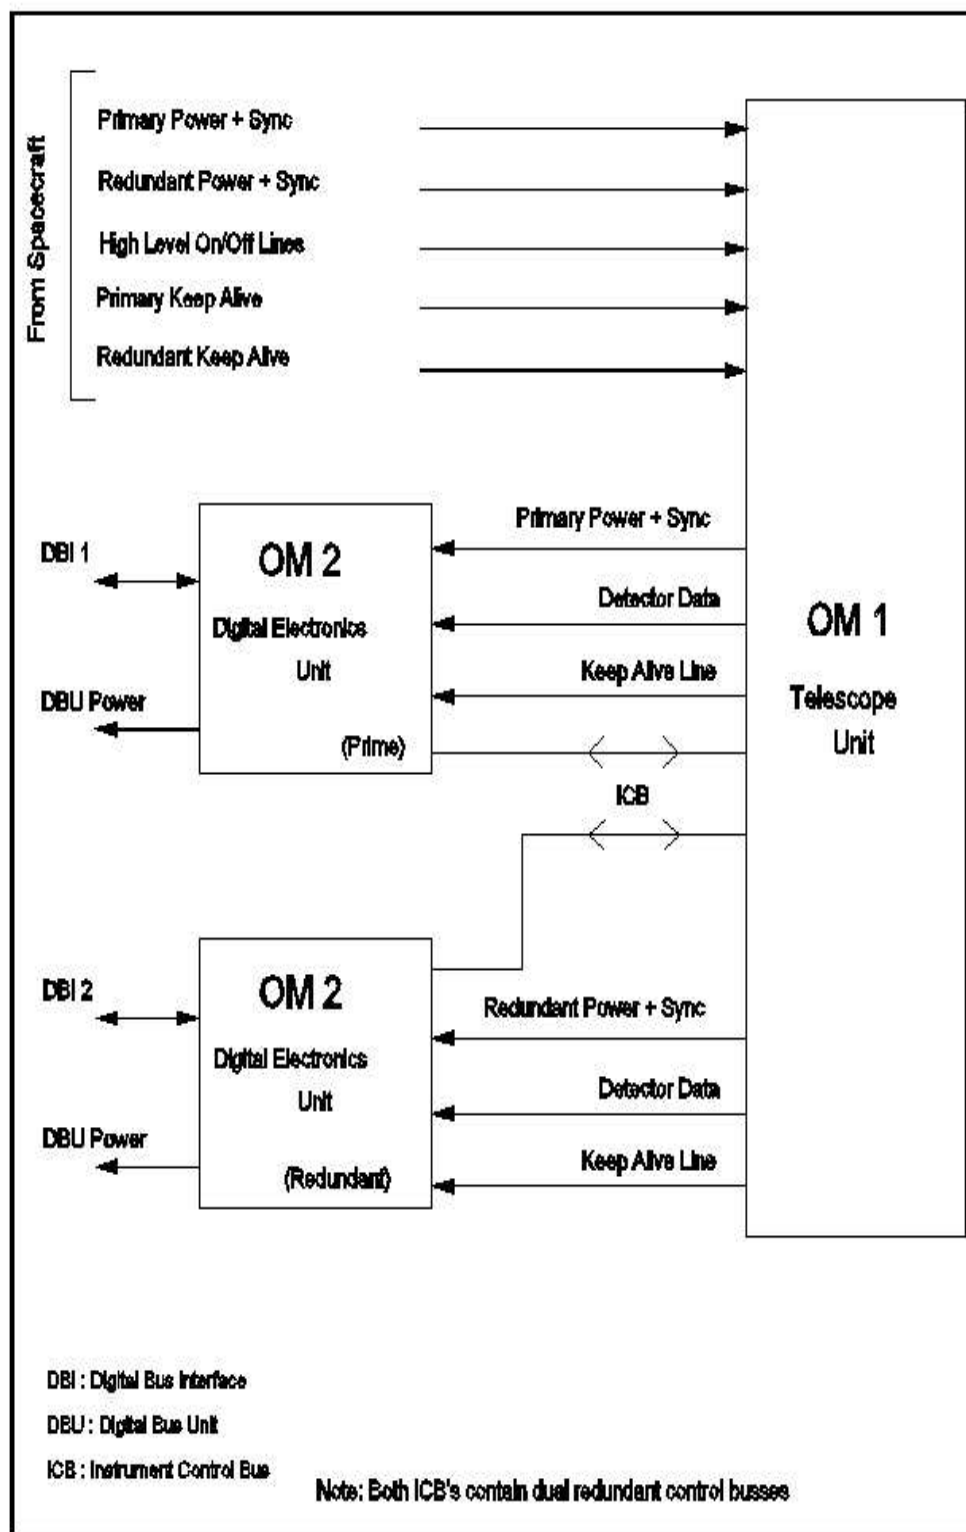 From Spacecraft
Primary Power + Sync
Redundant Power + Sync
High Level On/Off Lines
Primary Keep Alive
Redundant Keep Alive
Primary Power + Sync
DBI 1
OM 2
Detector Data
OM 1
Digital Electronics
Unit
Keep Alive Line
Telescope
Unit
DBU Power
(Prime)
ICB
DBI 2
OM 2
Redundant Power + Sync
Digital Electronics
Unit
Detector Data
DBU Power
Keep Alive Line
(Redundant)
DBI : Digital Bus Interface
DBU : Digital Bus Unit
ICB : Instrument Control Bus
Note: Both ICB's contain dual redundant control busses